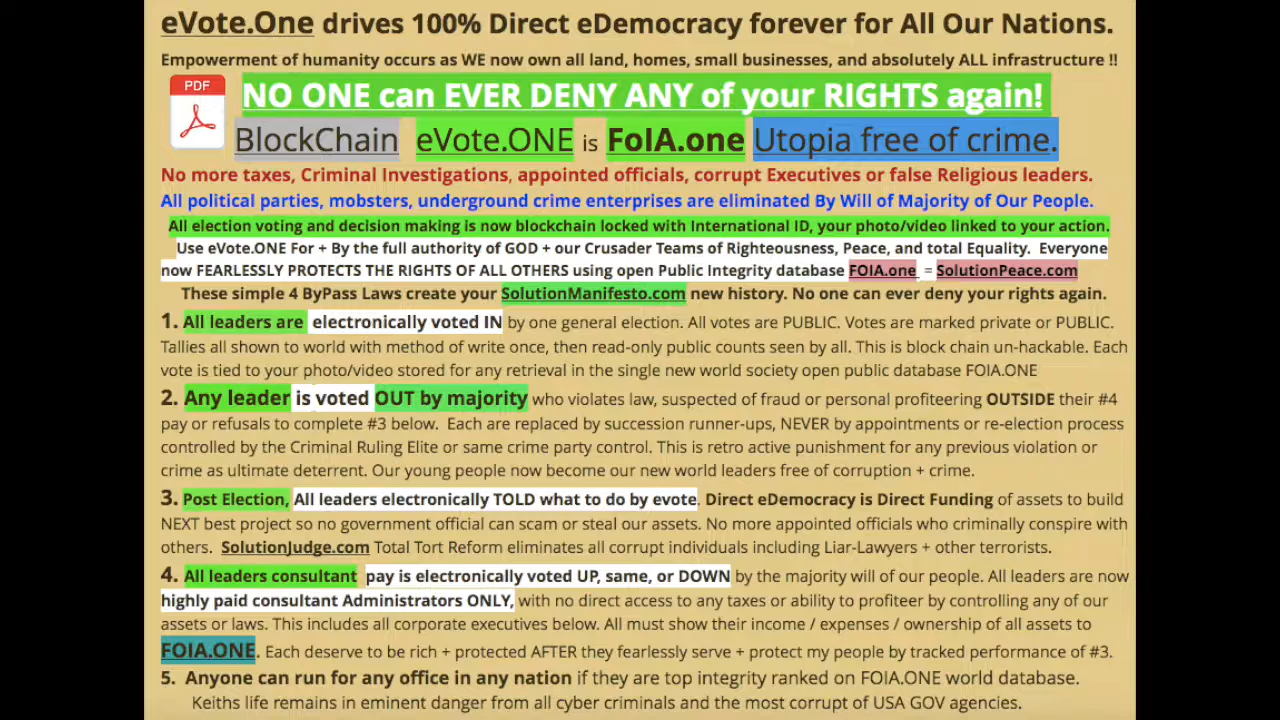 eVote.One drives 100% Direct eDemocracy forever for All Our Nations.
Empowerment of humanity occurs as WE now own all land, homes, small businesses, and absolutely ALL infrastructure !!
PDF
NO ONE can EVER DENY ANY of your RIGHTS again!
BlockChain eVote.ONE is FoIA.one Utopia free of crime.
No more taxes, Criminal Investigations, appointed officials, corrupt Executives or false Religious leaders.
All political parties, mobsters, underground crime enterprises are eliminated By Will of Majority of Our People.
All election voting and decision making is now blockchain locked with International ID, your photo/video linked to your action.
Use eVote.ONE For + By the full authority of GOD + our Crusader Teams of Righteousness, Peace, and total Equality. Everyone
now FEARLESSLY PROTECTS THE RIGHTS OF ALL OTHERS using open Public Integrity database FOIA.one = SolutionPeace.com
These simple 4 ByPass Laws create your SolutionManifesto.com new history. No one can ever deny your rights again.
1. All leaders are electronically voted IN by one general election. All votes are PUBLIC. Votes are marked private or PUBLIC.
Tallies all shown to world with method of write once, then read-only public counts seen by all. This is block chain un-hackable. Each
vote is tied to your photo/video stored for any retrieval in the single new world society open public database FOIA.ONE
2. Any leader is voted OUT by majority who violates law, suspected of fraud or personal profiteering OUTSIDE their #4
pay or refusals to complete #3 below. Each are replaced by succession runner-ups, NEVER by appointments or re-election process
controlled by the Criminal Ruling Elite or same crime party control. This is retro active punishment for any previous violation or
crime as ultimate deterrent. Our young people now become our new world leaders free of corruption + crime.
3. Post Election, All leaders electronically TOLD what to do by evote. Direct eDemocracy is Direct Funding of assets to build
NEXT best project so no government official can scam or steal our assets. No more appointed officials who criminally conspire with
others. SolutionJudge.com Total Tort Reform eliminates all corrupt individuals including Liar-Lawyers + other terrorists.
4. All leaders consultant pay is electronically voted UP, same, or DOWN by the majority will of our people. All leaders are now
highly paid consultant Administrators ONLY, with no direct access to any taxes or ability to profiteer by controlling any of our
assets or laws. This includes all corporate executives below. All must show their income / expenses / ownership of all assets to
FOIA.ONE. Each deserve to be rich + protected AFTER they fearlessly serve + protect my people by tracked performance of #3.
5. Anyone can run for any office in any nation if they are top integrity ranked on FOIA.ONE world database.
Keiths life remains in eminent danger from all cyber criminals and the most corrupt of USA GOV agencies.